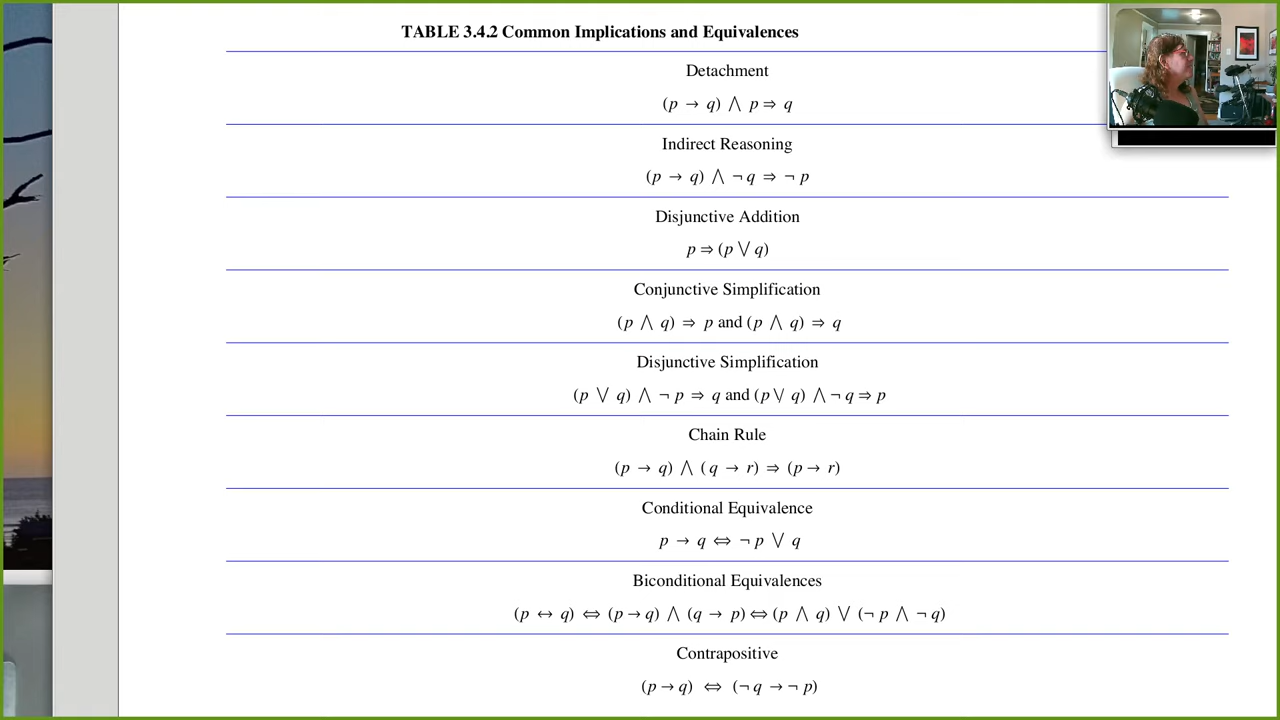 TABLE 3.4.2 Common Implications and Equivalences
Detachment
(p → q) ⋀ p ⇒ q
Indirect Reasoning
(p → q) ⋀ ¬ q ⇒ ¬ p
Disjunctive Addition
p ⇒ (p ⋁ q)
Conjunctive Simplification
(p ⋀ q) ⇒ p and (p ⋀ q) ⇒ q
Disjunctive Simplification
(p ⋁ q) ⋀ ¬ p ⇒ q and (p ⋁ q) ⋀ ¬ q ⇒ p
Chain Rule
(p → q) ⋀ (q → r) ⇒ (p → r)
Conditional Equivalence
p → q ⇔ ¬ p ⋁ q
Biconditional Equivalences
(p ↔ q) ⇔ (p → q) ⋀ (q → p) ⇔ (p ⋀ q) ⋁ (¬ p ⋀ ¬ q)
Contrapositive
(p → q) ⇔ (¬ q → ¬ p)